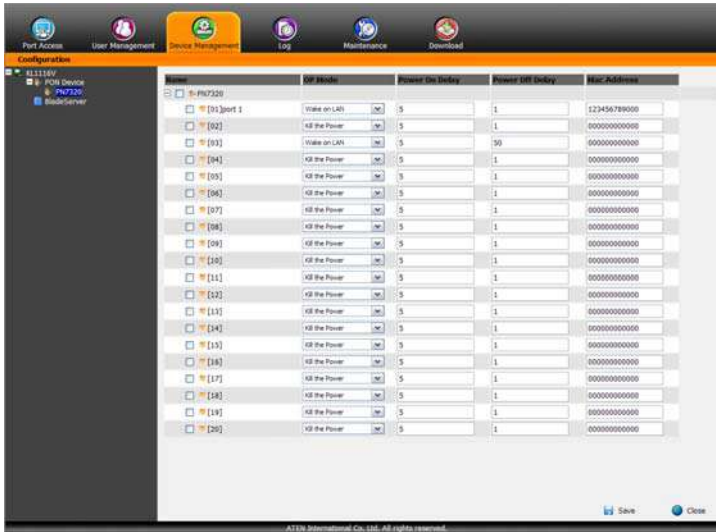 Port Access User Management Device Management Log Maintenance Download
Configuration
KL1116V
PON Device
PN7320
BladeServer
Name OP Mode Power On Delay Power Off Delay Mac Address
PN7320
[01]port 1 Wake on LAN 5 1 123456789000
[02] Kill the Power 5 1 000000000000
[03] Wake on LAN 5 50 000000000000
[04] Kill the Power 5 1 000000000000
[05] Kill the Power 5 1 000000000000
[06] Kill the Power 5 1 000000000000
[07] Kill the Power 5 1 000000000000
[08] Kill the Power 5 1 000000000000
[09] Kill the Power 5 1 000000000000
[10] Kill the Power 5 1 000000000000
[11] Kill the Power 5 1 000000000000
[12] Kill the Power 5 1 000000000000
[13] Kill the Power 5 1 000000000000
[14] Kill the Power 5 1 000000000000
[15] Kill the Power 5 1 000000000000
[16] Kill the Power 5 1 000000000000
[17] Kill the Power 5 1 000000000000
[18] Kill the Power 5 1 000000000000
[19] Kill the Power 5 1 000000000000
[20] Kill the Power 5 1 000000000000
Save Close
ATEN International Co. Ltd. All rights reserved.